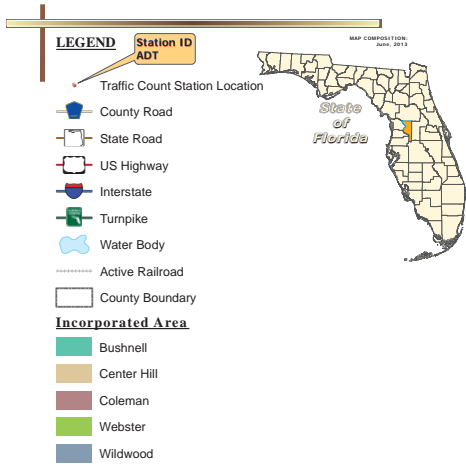 LEGEND
Station ID
ADT
MAP COMPOSITION:
June, 2013
Traffic Count Station Location
County Road
State Road
US Highway
Interstate
Turnpike
Water Body
Active Railroad
County Boundary
State
of
Florida
Incorporated Area
Bushnell
Center Hill
Coleman
Webster
Wildwood